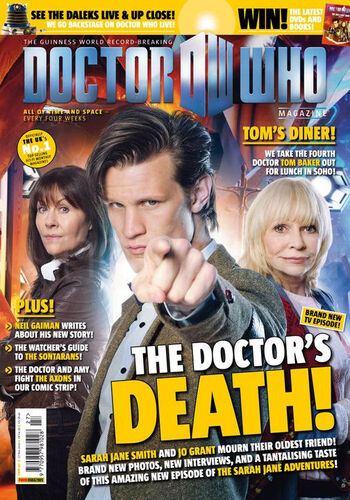 SEE THE DALEKS LIVE & UP CLOSE!
WE GO BACKSTAGE ON DOCTOR WHO LIVE!
WIN!
THE LATEST
DVDs AND
BOOKS!
THE GUINNESS WORLD RECORD-BREAKING
DOCTOR WHO
MAGAZINE
ALL OF TIME AND SPACE –
EVERY FOUR WEEKS
THE UK's
No.1
TOM'S DINER!
WE TAKE THE FOURTH
DOCTOR TOM BAKER OUT
FOR LUNCH IN SOHO!
PLUS!
NEIL GAIMAN WRITES
ABOUT HIS NEW STORY!
THE WATCHER'S GUIDE
TO THE SONTARANS!
THE DOCTOR AND AMY
FIGHT THE AXONS IN
OUR COMIC STRIP!
BRAND NEW
TV EPISODE!
THE DOCTOR'S
DEATH!
SARAH JANE SMITH AND JO GRANT MOURN THEIR OLDEST FRIEND!
BRAND NEW PHOTOS, NEW INTERVIEWS, AND A TANTALISING TASTE
OF THIS AMAZING NEW EPISODE OF THE SARAH JANE ADVENTURES!